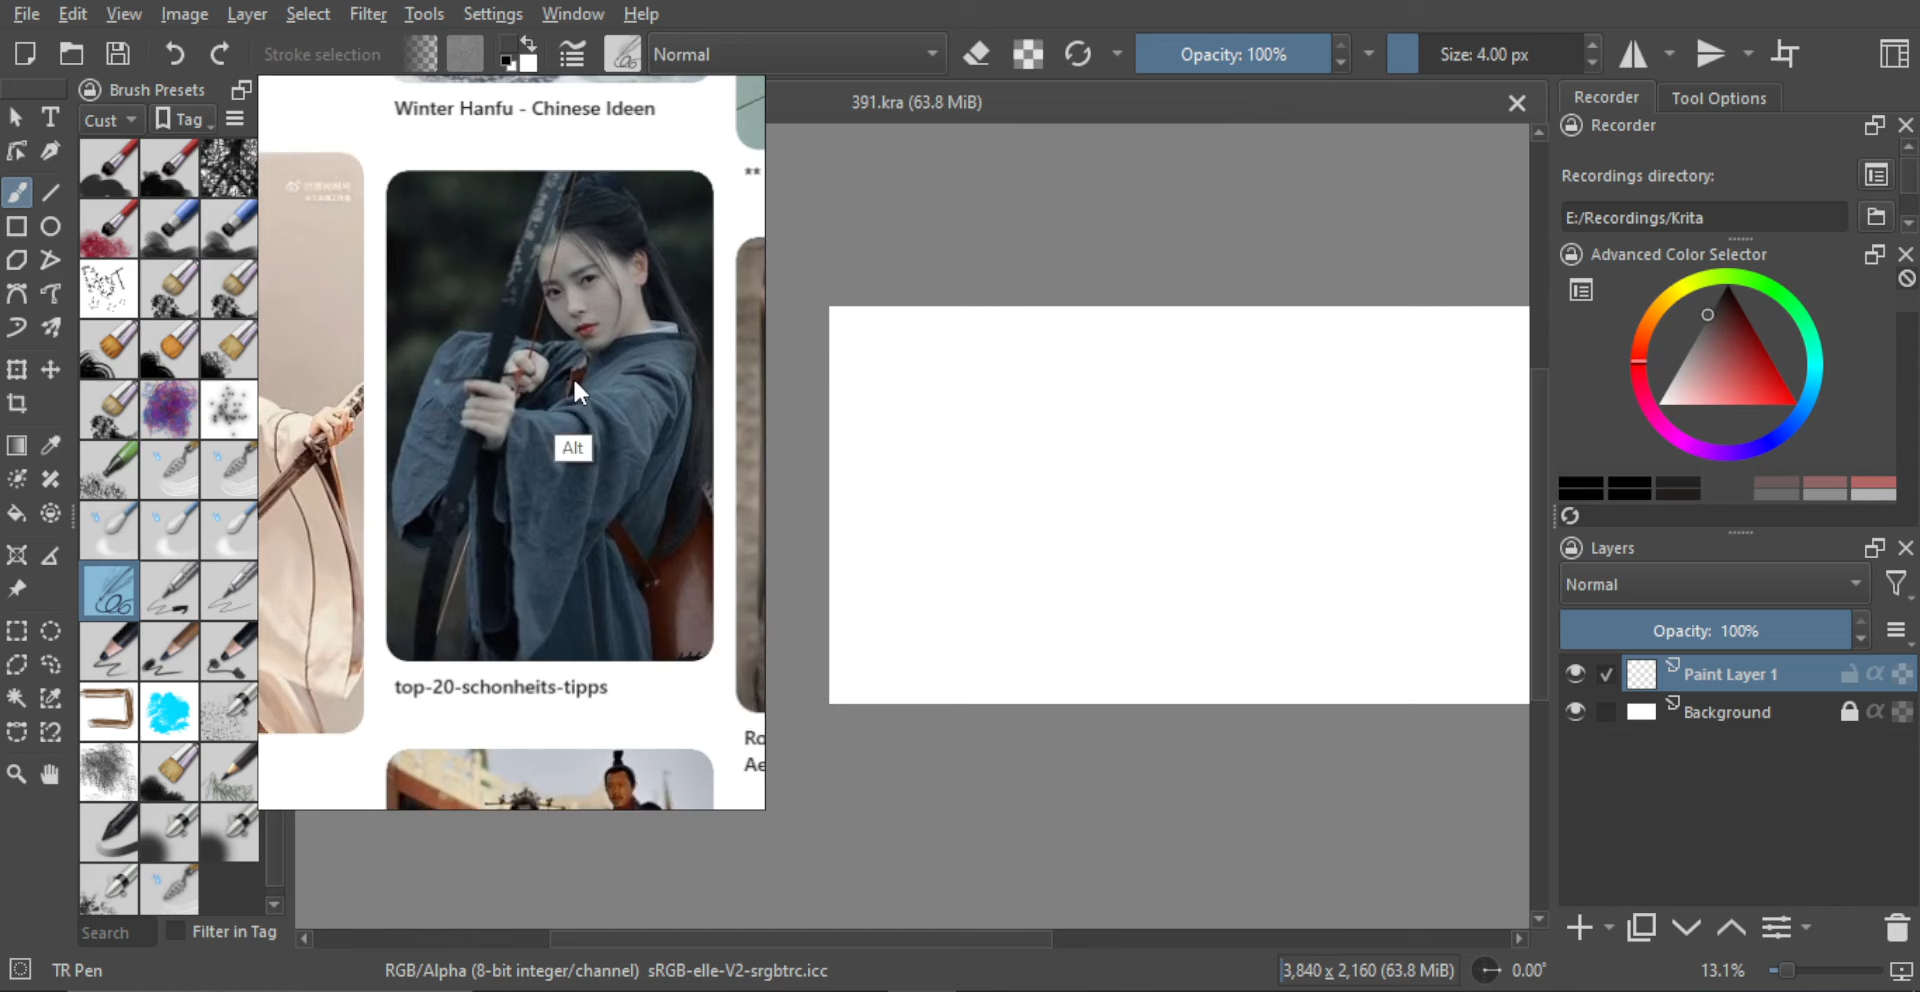 File Edit View Image Layer Select Filter Tools Settings Window Help
Stroke selection
Normal
Opacity: 100%
Size: 4.00 px
Brush Presets
Cust
Tag
Winter Hanfu - Chinese Ideen
**
Alt
top-20-schonheits-tipps
Ro
Ae
391.kra (63.8 MiB)
Recorder
Tool Options
Recorder
Recordings directory:
E:/Recordings/Krita
Advanced Color Selector
Layers
Normal
Opacity: 100%
Paint Layer 1
Background
Search
Filter in Tag
TR Pen
RGB/Alpha (8-bit integer/channel) sRGB-elle-V2-srgbtrc.icc
3,840 x 2,160 (63.8 MiB)
0.00°
13.1%